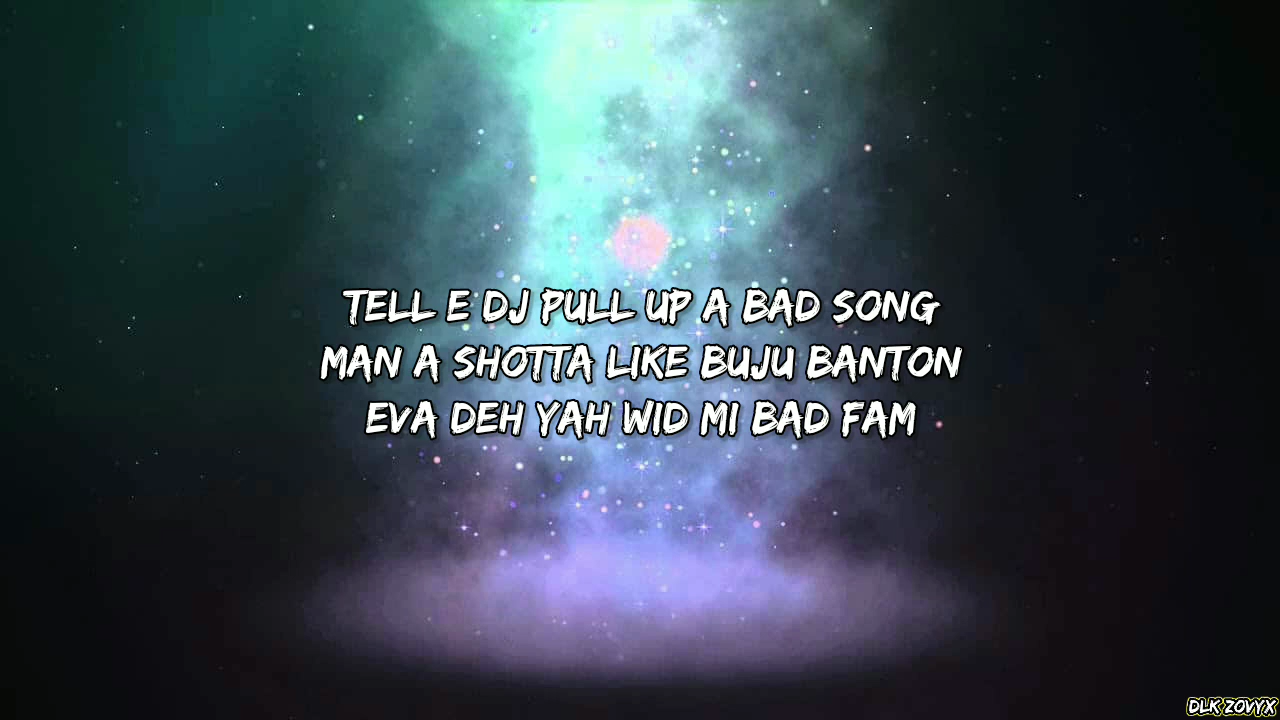 TELL E DJ PULL UP A BAD SONG
MAN A SHOTTA LIKE BUJU BANTON
EVA DEH YAH WID MI BAD FAM
DLK ZOVYX